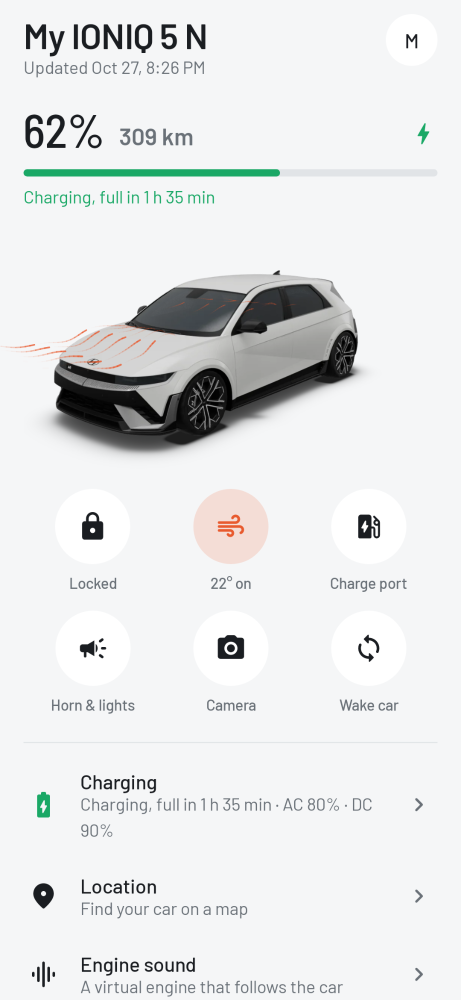 My IONIQ 5 N
M
Updated Oct 27, 8:26 PM
62%
309 km
Charging, full in 1 h 35 min
Locked
22° on
Charge port
Horn & lights
Camera
Wake car
Charging
Charging, full in 1 h 35 min · AC 80% · DC
90%
Location
Find your car on a map
Engine sound
A virtual engine that follows the car